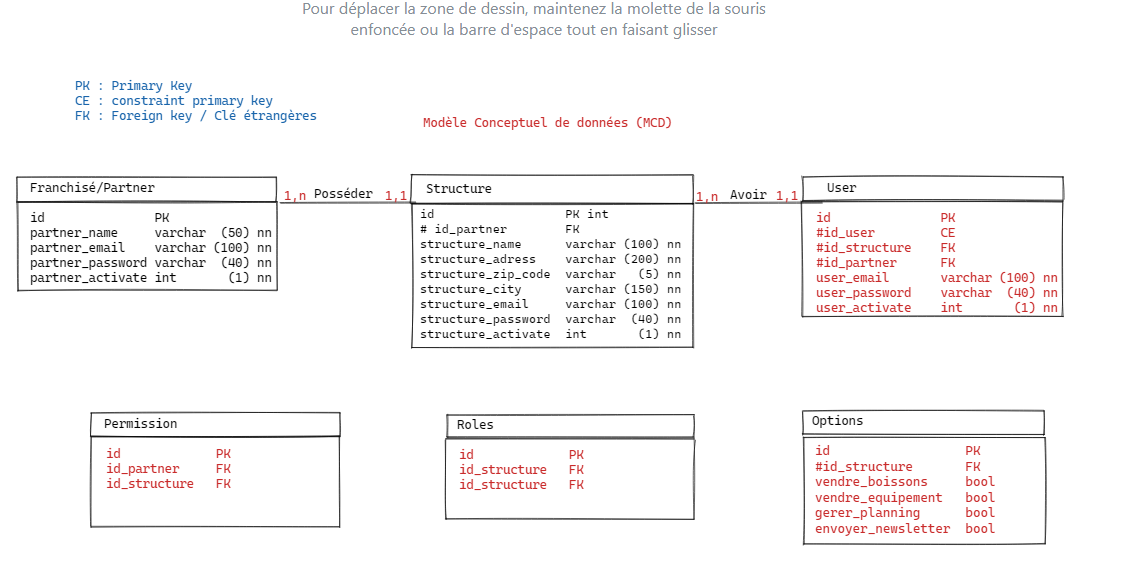 Pour déplacer la zone de dessin, maintenez la molette de la souris
enfoncée ou la barre d'espace tout en faisant glisser
PK : Primary Key
CE : constraint primary key
FK : Foreign key / Clé étrangères
Modèle Conceptuel de données (MCD)
Franchisé/Partner
id PK
partner_name varchar (50) nn
partner_email varchar (100) nn
partner_password varchar (40) nn
partner_activate int (1) nn
1,n Posséder 1,1
Structure
id PK int
# id_partner FK
structure_name varchar (100) nn
structure_adress varchar (200) nn
structure_zip_code varchar (5) nn
structure_city varchar (150) nn
structure_email varchar (100) nn
structure_password varchar (40) nn
structure_activate int (1) nn
1,n Avoir 1,1
User
id PK
#id_user CE
#id_structure FK
#id_partner FK
user_email varchar (100) nn
user_password varchar (40) nn
user_activate int (1) nn
Permission
id PK
id_partner FK
id_structure FK
Roles
id PK
id_structure FK
id_structure FK
Options
id PK
#id_structure FK
vendre_boissons bool
vendre_equipement bool
gerer_planning bool
envoyer_newsletter bool